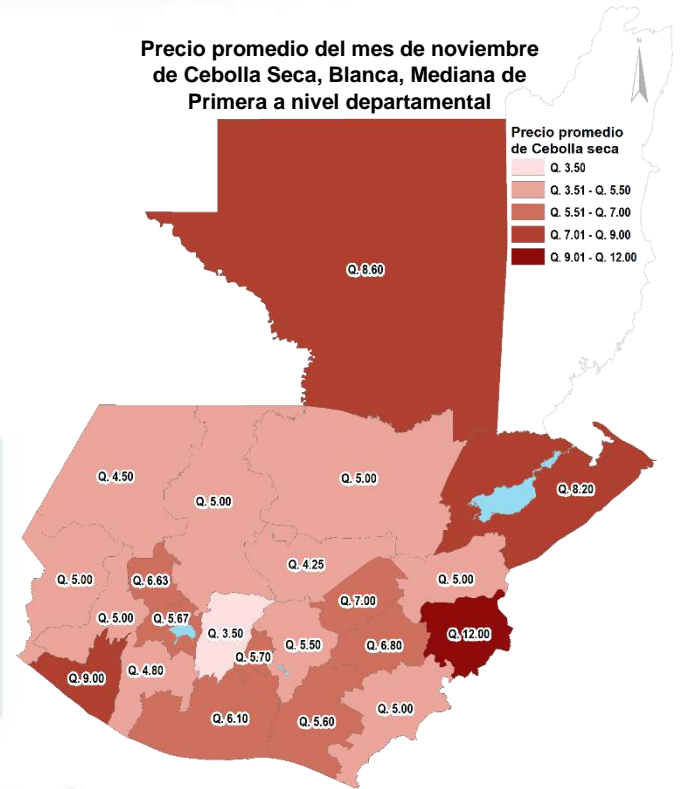 Precio promedio del mes de noviembre
de Cebolla Seca, Blanca, Mediana de
Primera a nivel departamental
N
Precio promedio
de Cebolla seca
Q. 3.50
Q. 3.51 - Q. 5.50
Q. 5.51 - Q. 7.00
Q. 7.01 - Q. 9.00
Q. 9.01 - Q. 12.00
Q. 8.60
Q. 4.50
Q. 5.00
Q. 5.00
Q. 8.20
Q. 4.25
Q. 5.00
Q. 6.63
Q. 5.00
Q. 7.00
Q. 5.00
Q. 5.67
Q. 3.50
Q. 5.50
Q. 6.80
Q. 12.00
Q. 5.70
Q. 9.00
Q. 4.80
Q. 6.10
Q. 5.60
Q. 5.00